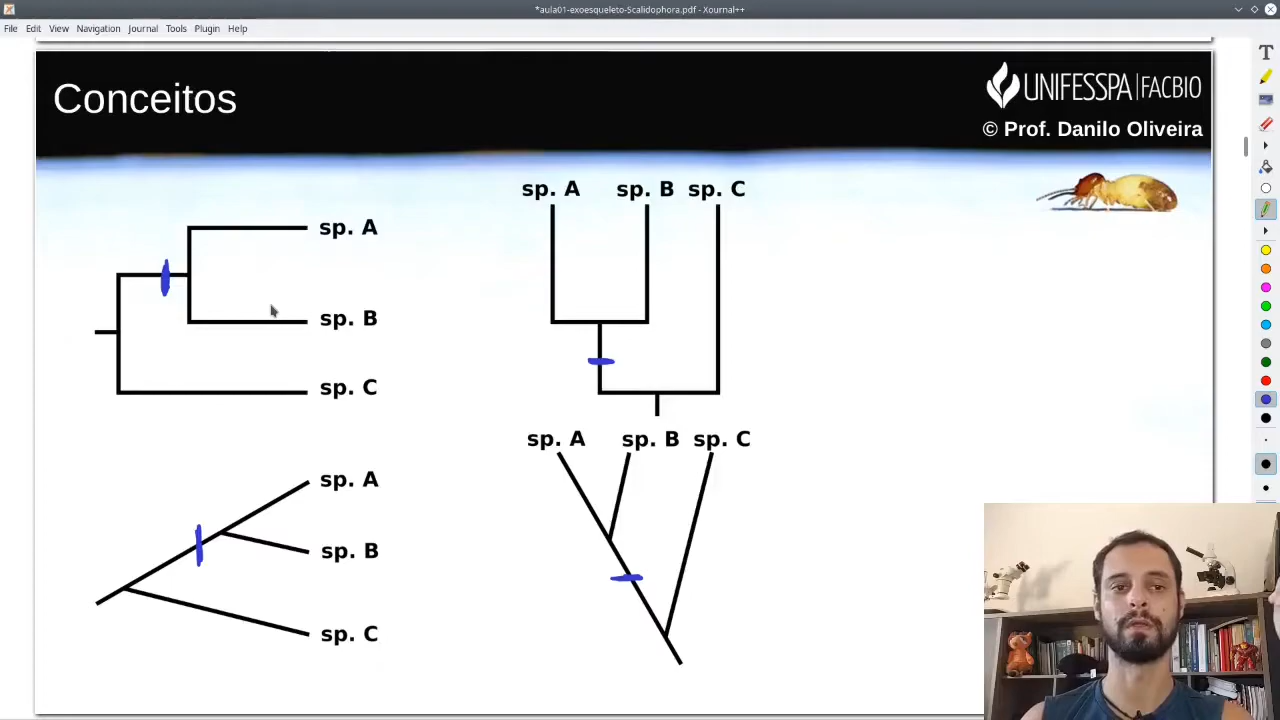 *aula01-exoesqueleto-Scalidophora.pdf - Xournal++
File Edit View Navigation Journal Tools Plugin Help
Conceitos
UNIFESSPA|FACBIO
© Prof. Danilo Oliveira
sp. A sp. B sp. C
sp. A
sp. B
sp. C
sp. A sp. B sp. C
sp. A
sp. B
sp. C
T